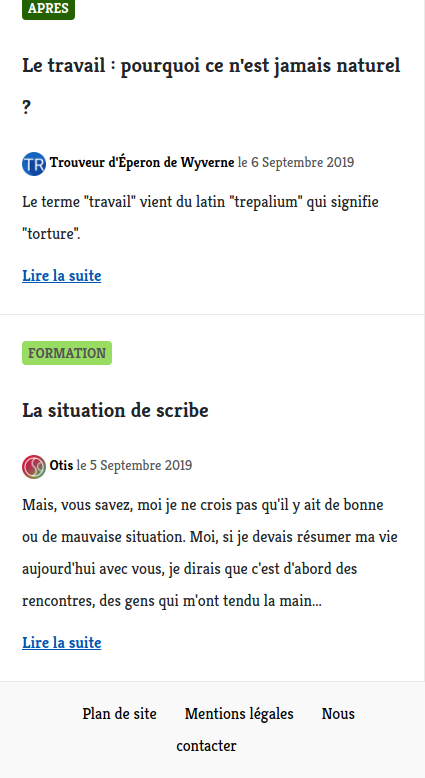 APRES
Le travail : pourquoi ce n'est jamais naturel
?
TR Trouveur d'Éperon de Wyverne le 6 Septembre 2019
Le terme "travail" vient du latin "trepalium" qui signifie
"torture".
Lire la suite
FORMATION
La situation de scribe
Otis le 5 Septembre 2019
Mais, vous savez, moi je ne crois pas qu'il y ait de bonne
ou de mauvaise situation. Moi, si je devais résumer ma vie
aujourd'hui avec vous, je dirais que c'est d'abord des
rencontres, des gens qui m'ont tendu la main...
Lire la suite
Plan de site Mentions légales Nous
contacter